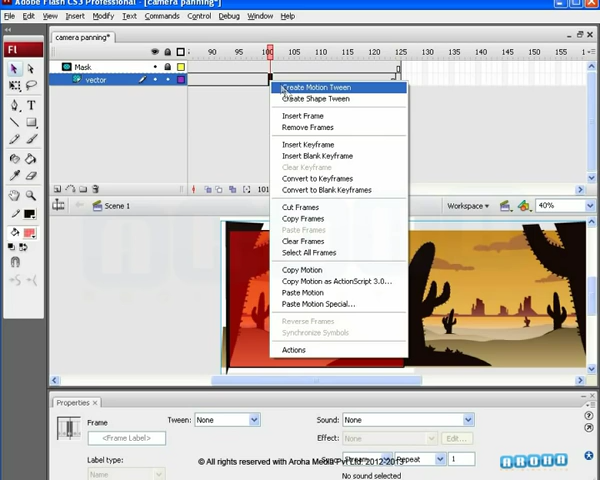 Adobe Flash CS3 Professional - [camera panning*]
File Edit View Insert Modify Text Commands Control Debug Window Help
camera panning*
90 95 100 105 110 115 120 125 130 135 140 145 150 155 1
Mask
vector
Create Motion Tween
Create Shape Tween
Insert Frame
Remove Frames
Insert Keyframe
Insert Blank Keyframe
Clear Keyframe
Convert to Keyframes
Convert to Blank Keyframes
Cut Frames
Copy Frames
Paste Frames
Clear Frames
Select All Frames
Copy Motion
Copy Motion as ActionScript 3.0...
Paste Motion
Paste Motion Special...
Reverse Frames
Synchronize Symbols
Actions
101
Scene 1
Workspace
40%
Fl
Properties ×
Frame
<Frame Label>
Label type:
Name
Tween: None
Sound: None
Effect: None
Edit...
Sync: Stream Repeat 1
No sound selected
© All rights reserved with Aroha Media Pvt Ltd. 2012-2013
AROHA